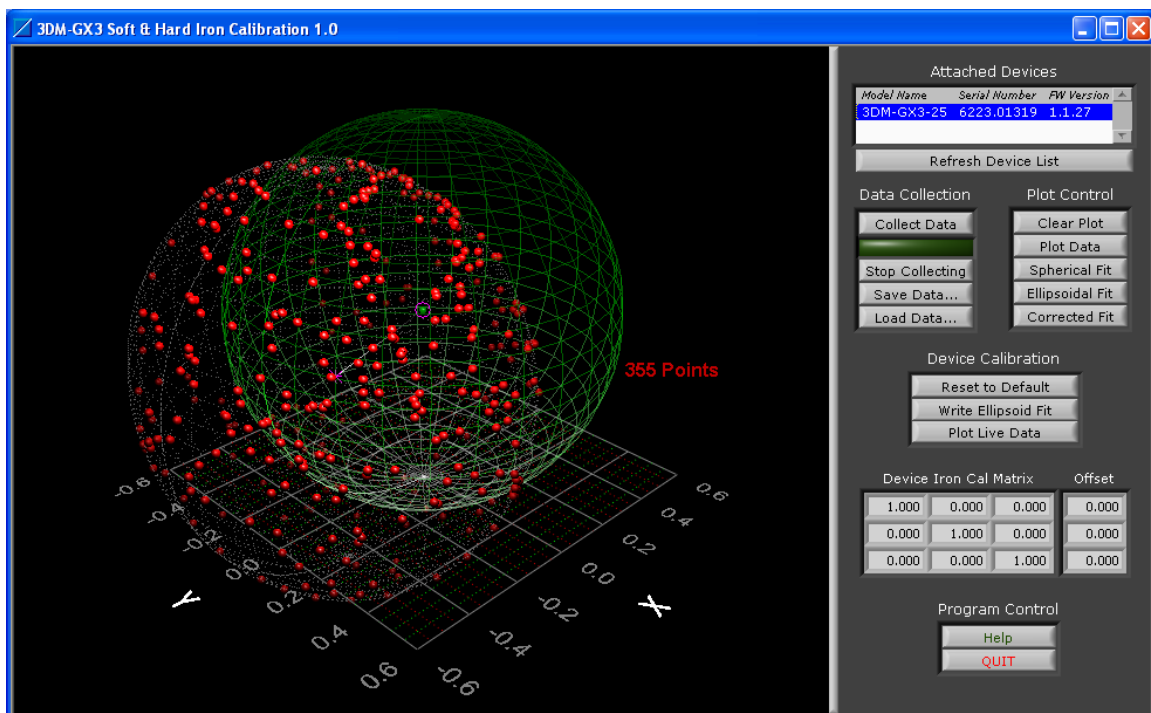 3DM-GX3 Soft & Hard Iron Calibration 1.0
Attached Devices
Model Name Serial Number FW Version
3DM-GX3-25 6223.01319 1.1.27
Refresh Device List
Data Collection
Collect Data
Stop Collecting
Save Data...
Load Data...
Plot Control
Clear Plot
Plot Data
Spherical Fit
Ellipsoidal Fit
Corrected Fit
355 Points
Device Calibration
Reset to Default
Write Ellipsoid Fit
Plot Live Data
Device Iron Cal Matrix Offset
1.000 0.000 0.000 0.000
0.000 1.000 0.000 0.000
0.000 0.000 1.000 0.000
Program Control
Help
QUIT
-0.6
-0.4
-0.2
0.0
0.2
0.4
0.6
Y
-0.6
-0.4
-0.2
0.0
0.2
0.4
0.6
X